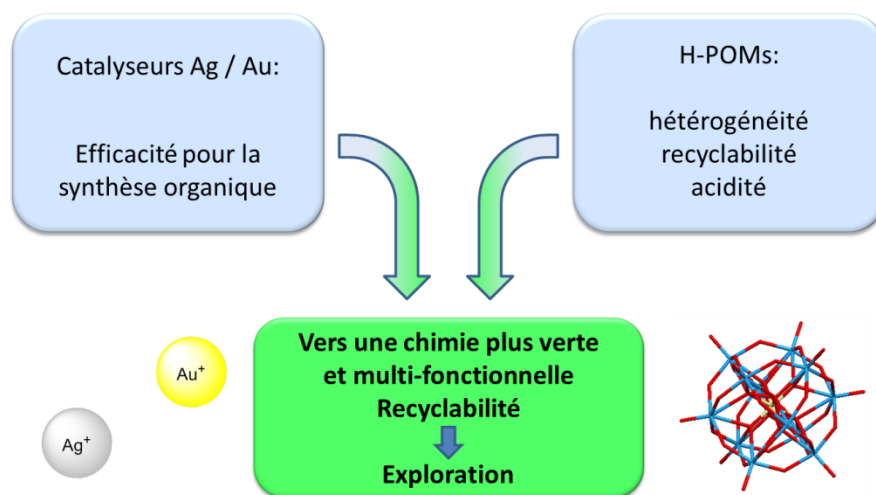 Catalyseurs Ag / Au:
Efficacité pour la
synthèse organique
H-POMs:
hétérogénéité
recyclabilité
acidité
Vers une chimie plus verte
et multi-fonctionnelle
Recyclabilité
Exploration
Au⁺
Ag⁺